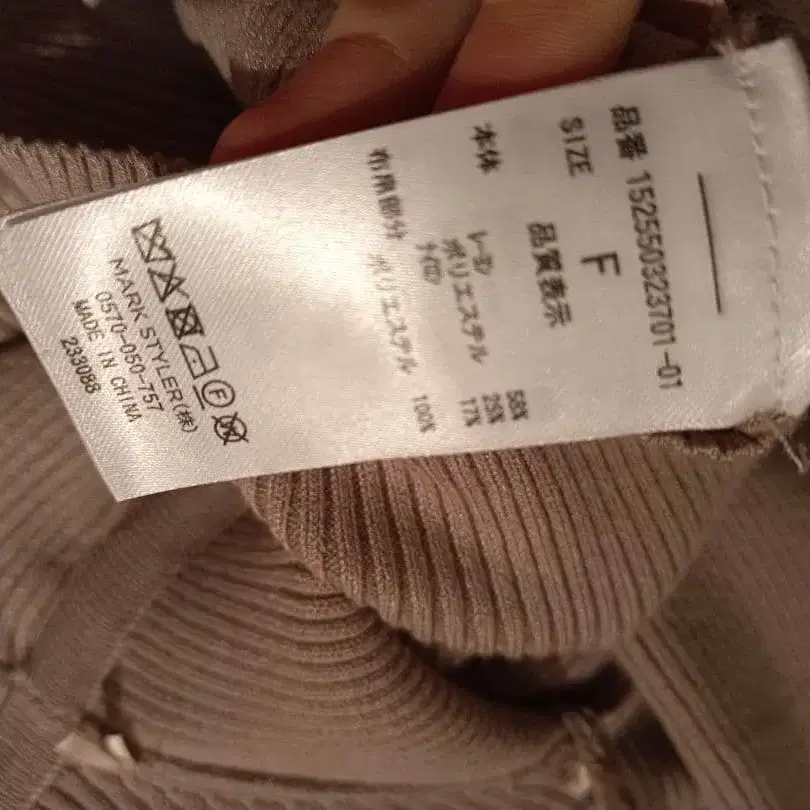 品番 152550323701-01
SIZE F
品質表示
本体 レーヨン 58%
ポリエステル 25%
ナイロン 17%
布帛部分 ポリエステル 100%
MARK STYLER(株)
0570-050-757
MADE IN CHINA
233088